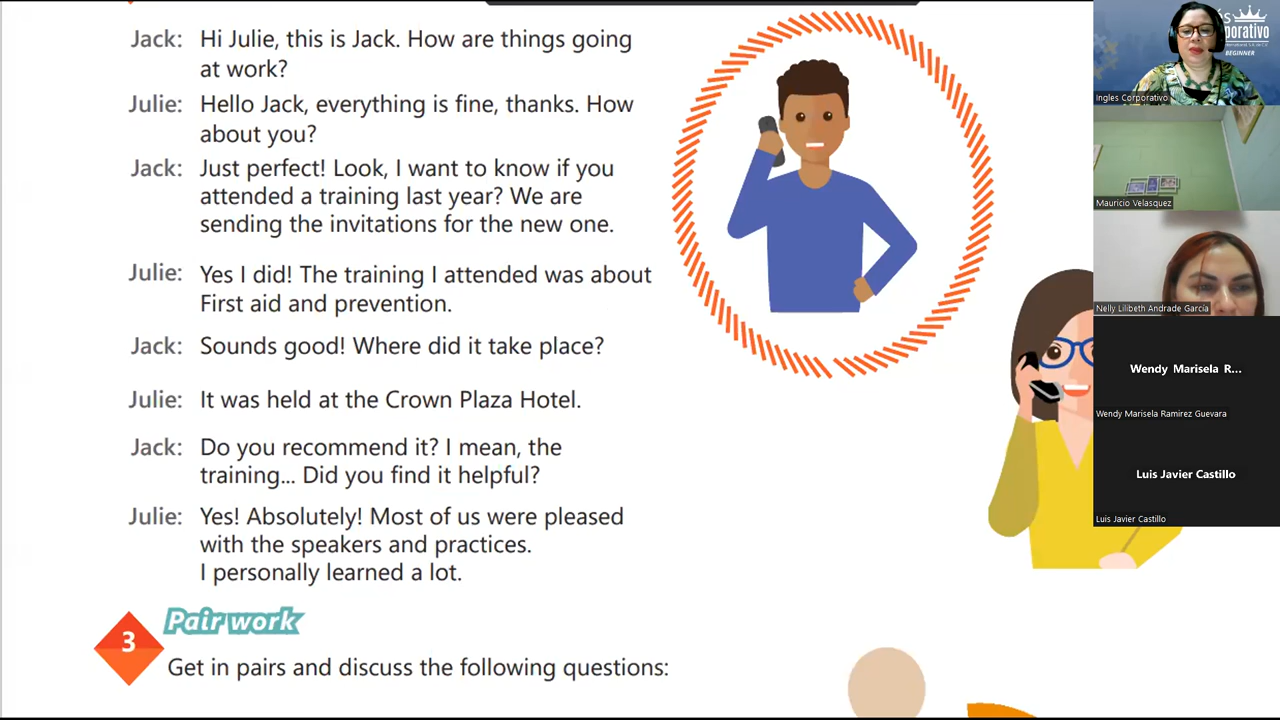 Jack: Hi Julie, this is Jack. How are things going
at work?
Julie: Hello Jack, everything is fine, thanks. How
about you?
Jack: Just perfect! Look, I want to know if you
attended a training last year? We are
sending the invitations for the new one.
Julie: Yes I did! The training I attended was about
First aid and prevention.
Jack: Sounds good! Where did it take place?
Julie: It was held at the Crown Plaza Hotel.
Jack: Do you recommend it? I mean, the
training... Did you find it helpful?
Julie: Yes! Absolutely! Most of us were pleased
with the speakers and practices.
I personally learned a lot.
3 Pair work
Get in pairs and discuss the following questions:
BEGINNER
Ingles Corporativo
Mauricio Velasquez
Nelly Lilibeth Andrade García
Wendy Marisela R...
Wendy Marisela Ramirez Guevara
Luis Javier Castillo
Luis Javier Castillo